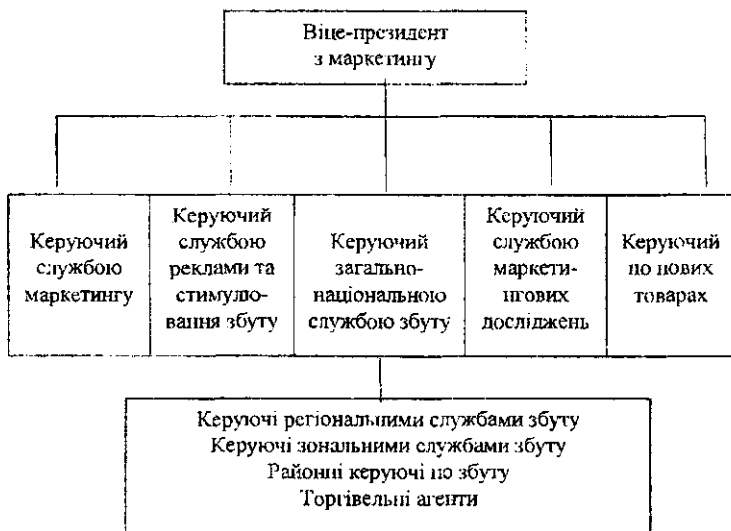 Віце-президент
з маркетингу
Керуючий
службою
маркетингу
Керуючий
службою
реклами та
стимулю-
вання збуту
Керуючий
загально-
національною
службою збуту
Керуючий
службою
маркети-
нгових
досліджень
Керуючий
по нових
товарах
Керуючі регіональними службами збуту
Керуючі зональними службами збуту
Районні керуючі по збуту
Торгівельні агенти